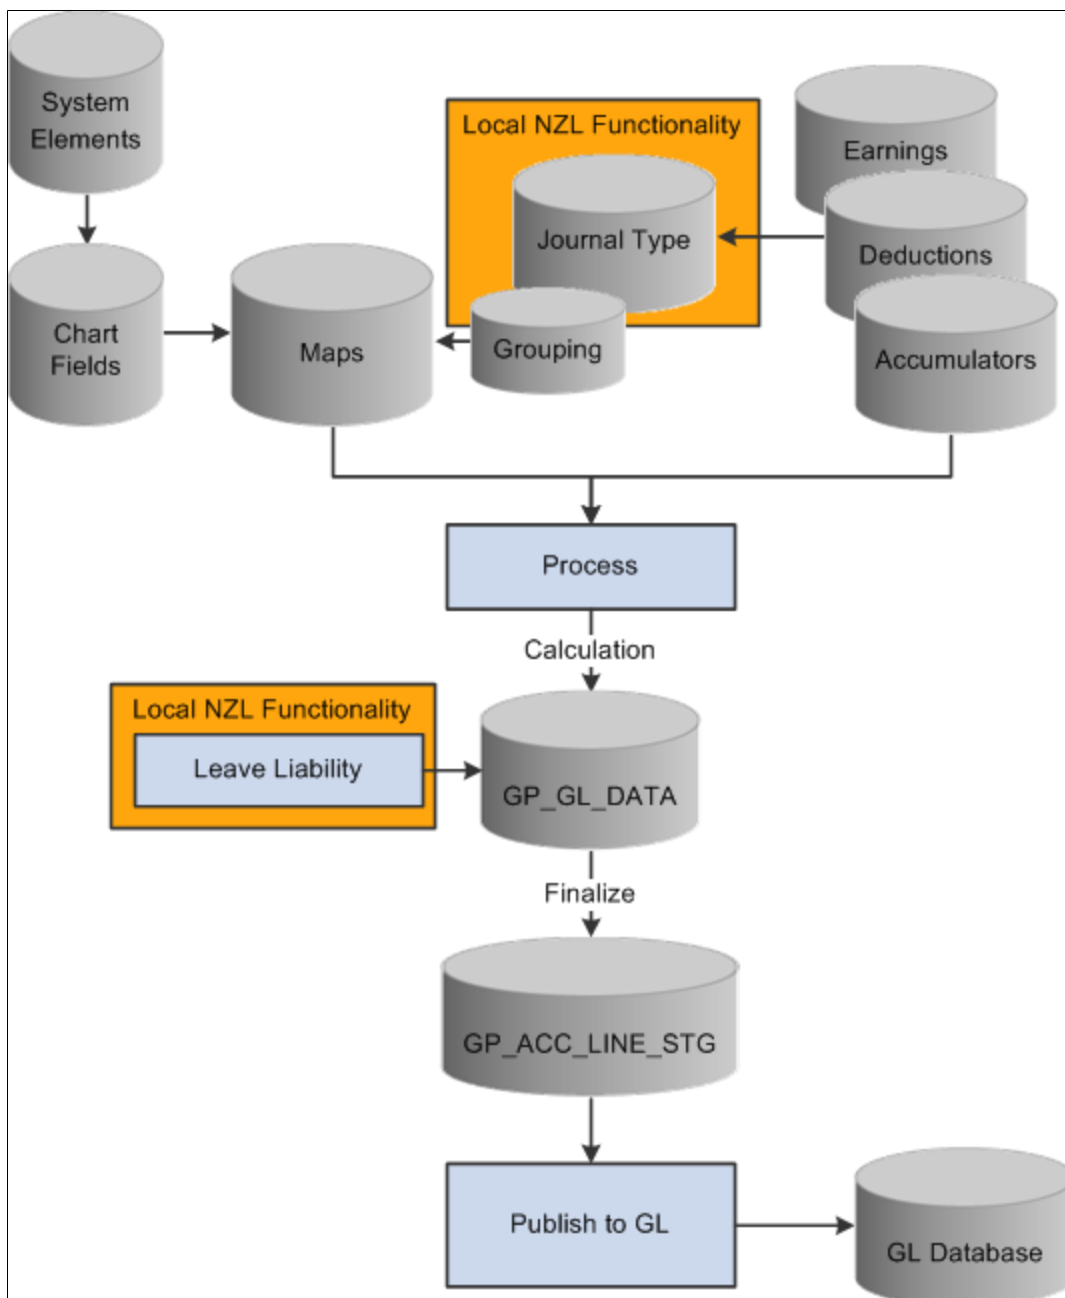 System
Elements
Local NZL Functionality
Earnings
Journal Type
Deductions
Chart
Fields
Maps
Grouping
Accumulators
Process
Calculation
Local NZL Functionality
Leave Liability
GP_GL_DATA
Finalize
GP_ACC_LINE_STG
Publish to GL
GL Database